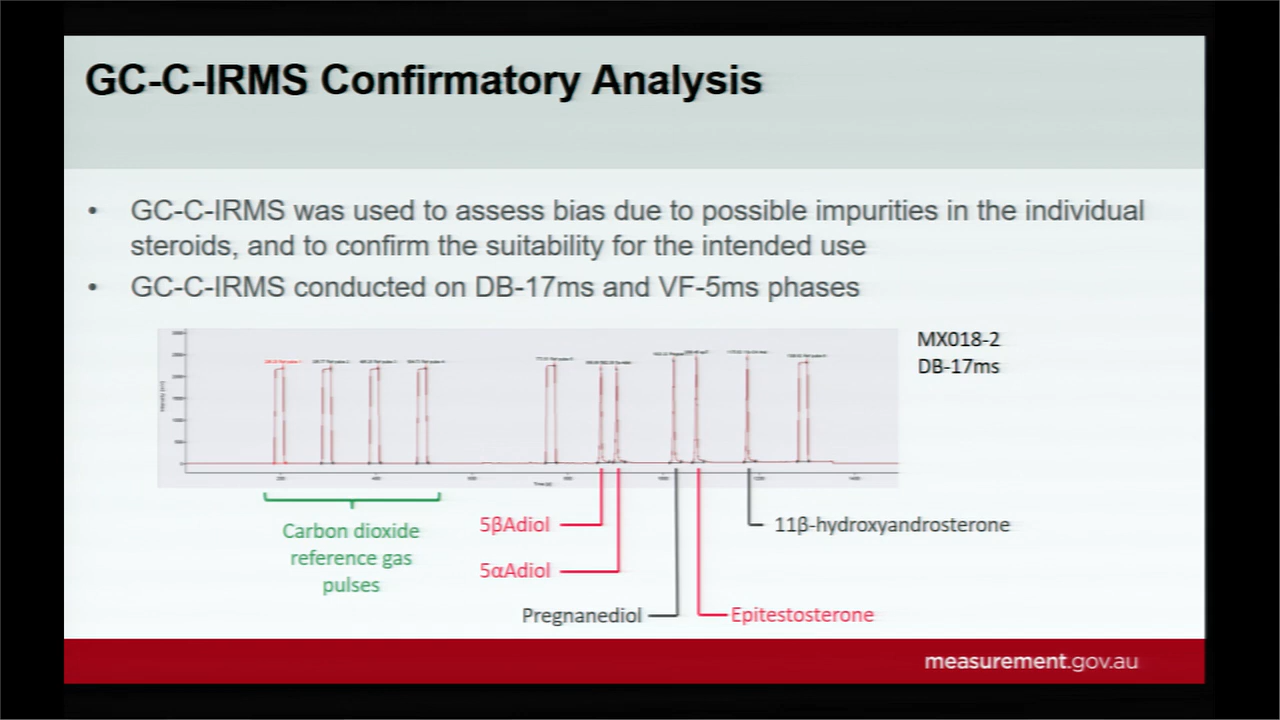 GC-C-IRMS Confirmatory Analysis
• GC-C-IRMS was used to assess bias due to possible impurities in the individual
steroids, and to confirm the suitability for the intended use
• GC-C-IRMS conducted on DB-17ms and VF-5ms phases
MX018-2
DB-17ms
Carbon dioxide
reference gas
pulses
5βAdiol
5αAdiol
Pregnanediol
Epitestosterone
11β-hydroxyandrosterone
measurement.gov.au